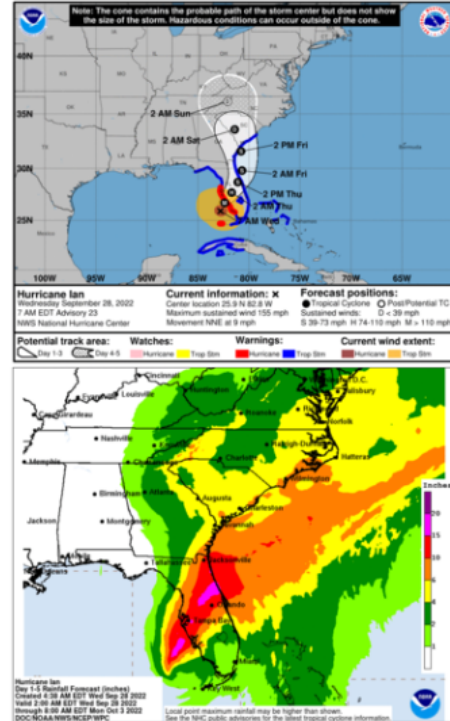 Note: The cone contains the probable path of the storm center but does not show
the size of the storm. Hazardous conditions can occur outside of the cone.
40N
35N
30N
25N
2 AM Sun
2 AM Sat
2 PM Fri
2 AM Fri
2 PM Thu
2 AM Thu
AM Wed
Bermuda
Mexico
100W 95W 90W 85W 80W 75W 70W 65W
Hurricane Ian
Wednesday September 28, 2022
7 AM EDT Advisory 23
NWS National Hurricane Center
Current information: x
Center location 25.9 N 82.8 W
Maximum sustained wind 155 mph
Movement NNE at 9 mph
Forecast positions:
Tropical Cyclone Post/Potential TC
Sustained winds: D < 39 mph
S 39-73 mph H 74-110 mph M > 110 mph
Potential track area:
Day 1-3 Day 4-5
Watches:
Hurricane Trop Stm
Warnings:
Hurricane Trop Stm
Current wind extent:
Hurricane Trop Stm
Cincinnati
Louisville
Huntington
D.C.
Salisbury
Cape Girardeau
Roanoke
Norfolk
Nashville
Raleigh-Durham
Memphis
Charlotte
Hatteras
Wilmington
Birmingham
Atlanta
Augusta
Charleston
Jackson
Montgomery
Savannah
Tallahassee
Jacksonville
Orlando
Tampa Bay
Miami
Key West
Inches
20
15
10
6
4
2
1
Hurricane Ian
Day 1-5 Rainfall Forecast (inches)
Created 4:38 AM EDT Wed Sep 28 2022
Valid 2:00 AM Wed Sep 28 2022
through 8:00 AM Mon Oct 3 2022
DOC/NOAA/NWS/NCEP/WPC
Local point maximum rainfall may be higher than shown.
See the NHC public advisories for the latest tropical cyclone information.
NOAA